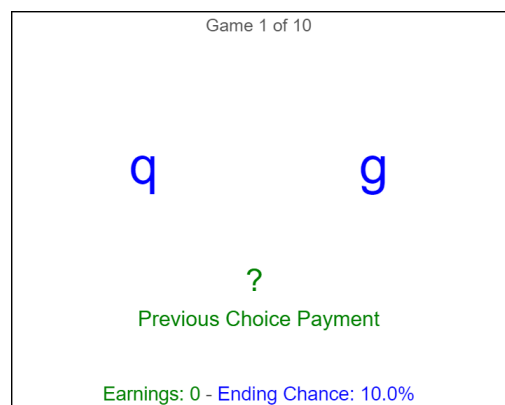 Game 1 of 10
q g
?
Previous Choice Payment
Earnings: 0 - Ending Chance: 10.0%